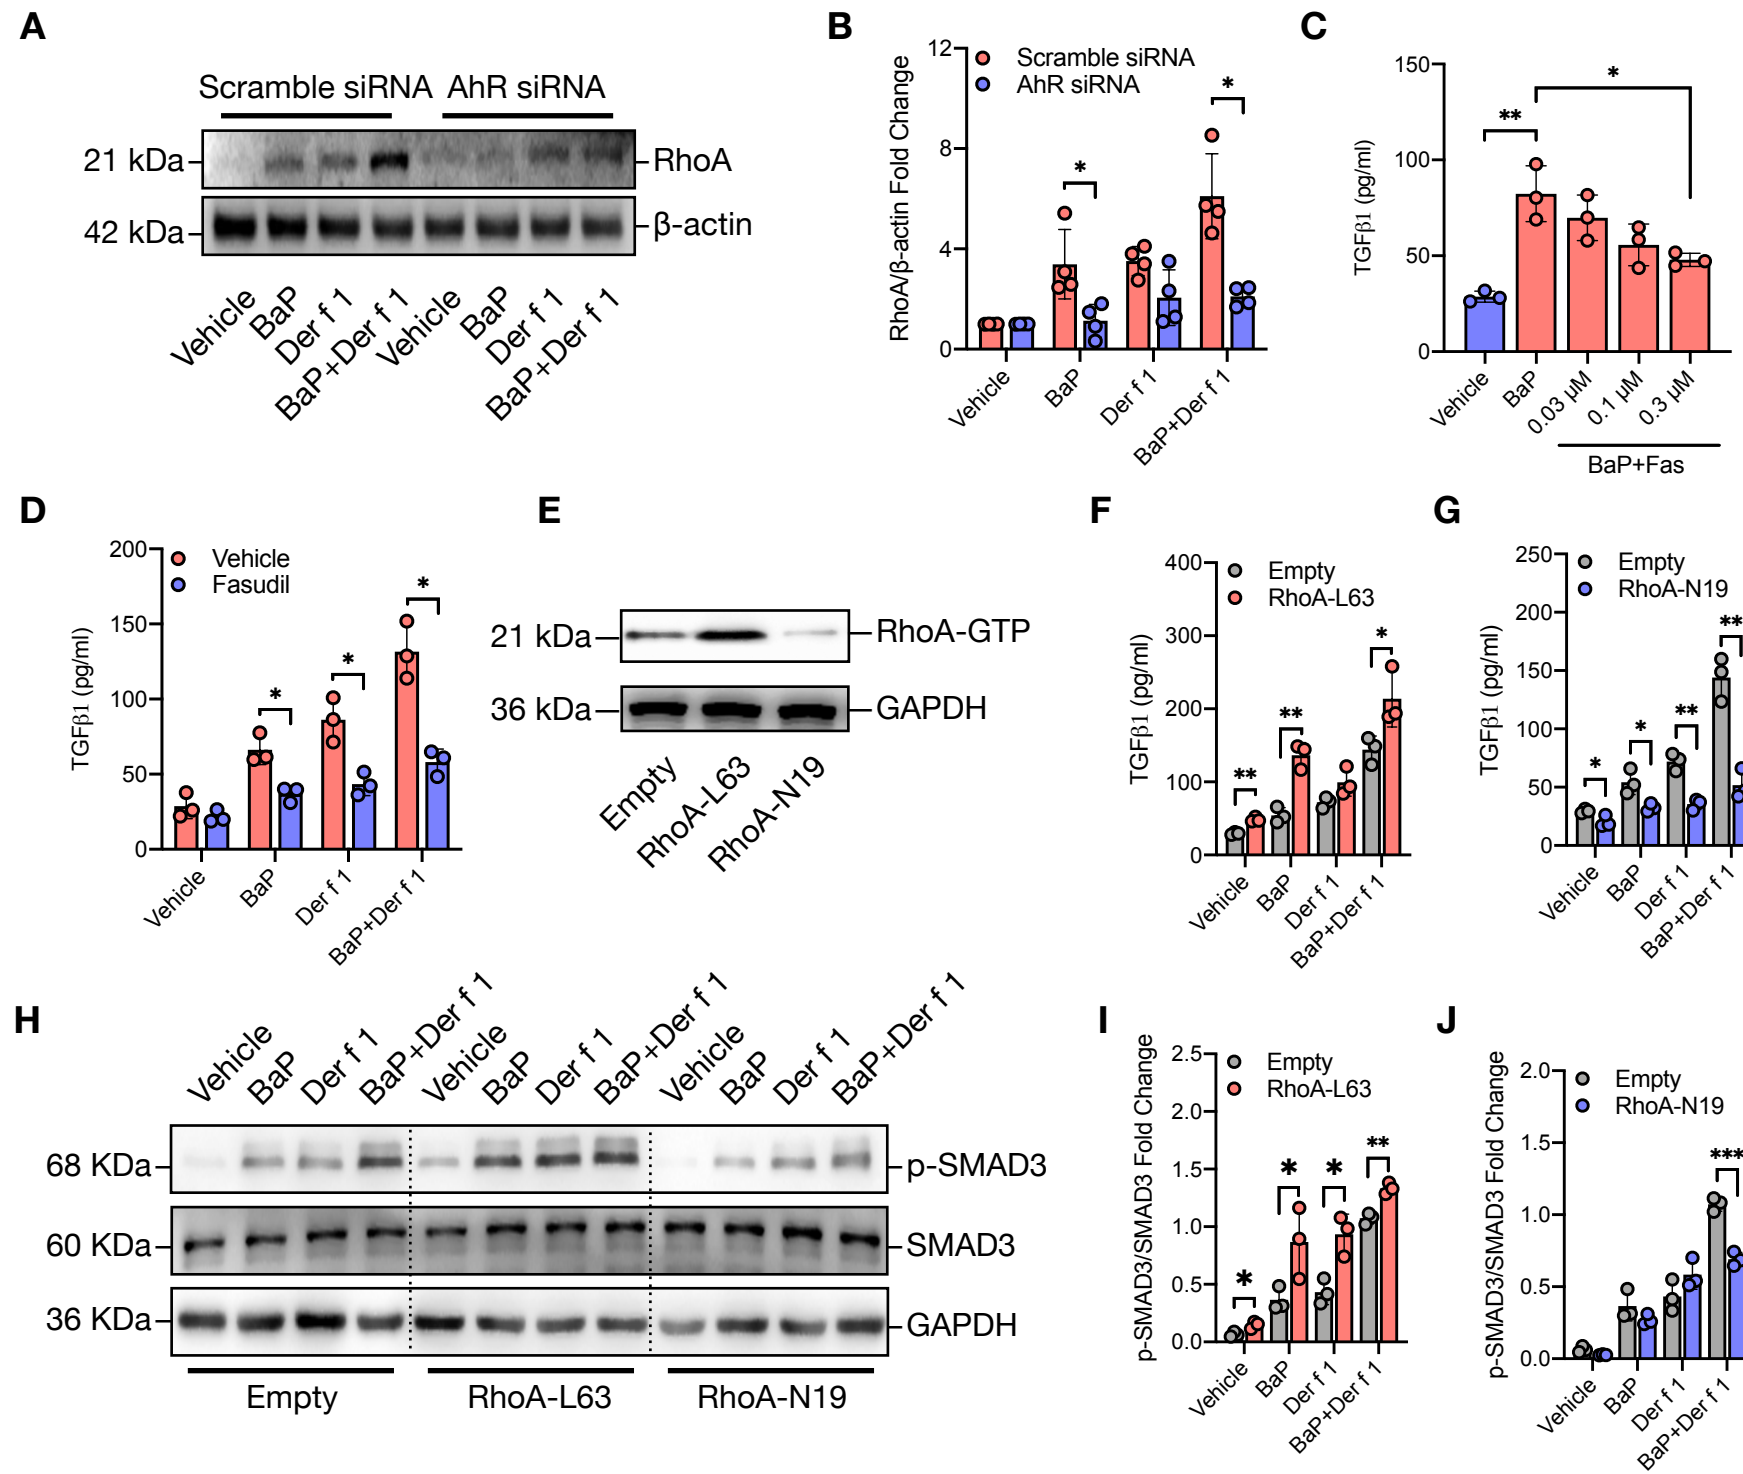 A
Scramble siRNA AhR siRNA
21 kDa
RhoA
42 kDa
β-actin
Vehicle
BaP
Der f 1
BaP+Der f 1
Vehicle
BaP
Der f 1
BaP+Der f 1
B
RhoA/β-actin Fold Change
12
8
4
0
Scramble siRNA
AhR siRNA
*
*
Vehicle
BaP
Der f 1
BaP+Der f 1
C
TGFβ1 (pg/ml)
150
100
50
0
**
*
Vehicle
BaP
0.03 μM
0.1 μM
0.3 μM
BaP+Fas
D
TGFβ1 (pg/ml)
200
150
100
50
0
Vehicle
Fasudil
*
*
*
Vehicle
BaP
Der f 1
BaP+Der f 1
E
21 kDa
RhoA-GTP
36 kDa
GAPDH
Empty
RhoA-L63
RhoA-N19
F
TGFβ1 (pg/ml)
400
300
200
100
0
Empty
RhoA-L63
**
**
*
Vehicle
BaP
Der f 1
BaP+Der f 1
G
TGFβ1 (pg/ml)
250
200
150
100
50
0
Empty
RhoA-N19
*
*
**
**
Vehicle
BaP
Der f 1
BaP+Der f 1
H
Vehicle
BaP
Der f 1
BaP+Der f 1
Vehicle
BaP
Der f 1
BaP+Der f 1
Vehicle
BaP
Der f 1
BaP+Der f 1
68 KDa
p-SMAD3
60 KDa
SMAD3
36 KDa
GAPDH
Empty
RhoA-L63
RhoA-N19
I
p-SMAD3/SMAD3 Fold Change
2.5
2.0
1.5
1.0
0.5
0.0
Empty
RhoA-L63
*
*
*
**
Vehicle
BaP
Der f 1
BaP+Der f 1
J
p-SMAD3/SMAD3 Fold Change
2.0
1.5
1.0
0.5
0.0
Empty
RhoA-N19
***
Vehicle
BaP
Der f 1
BaP+Der f 1